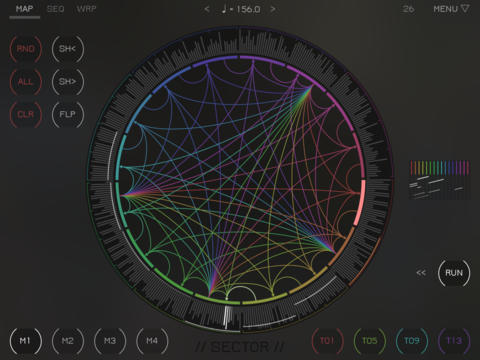 MAP SEQ WRP < ♩ = 156.0 > 26 MENU ▽
RND SH<
ALL SH>
CLR FLP
<< RUN
M1 M2 M3 M4 // SECTOR // T01 T05 T09 T13